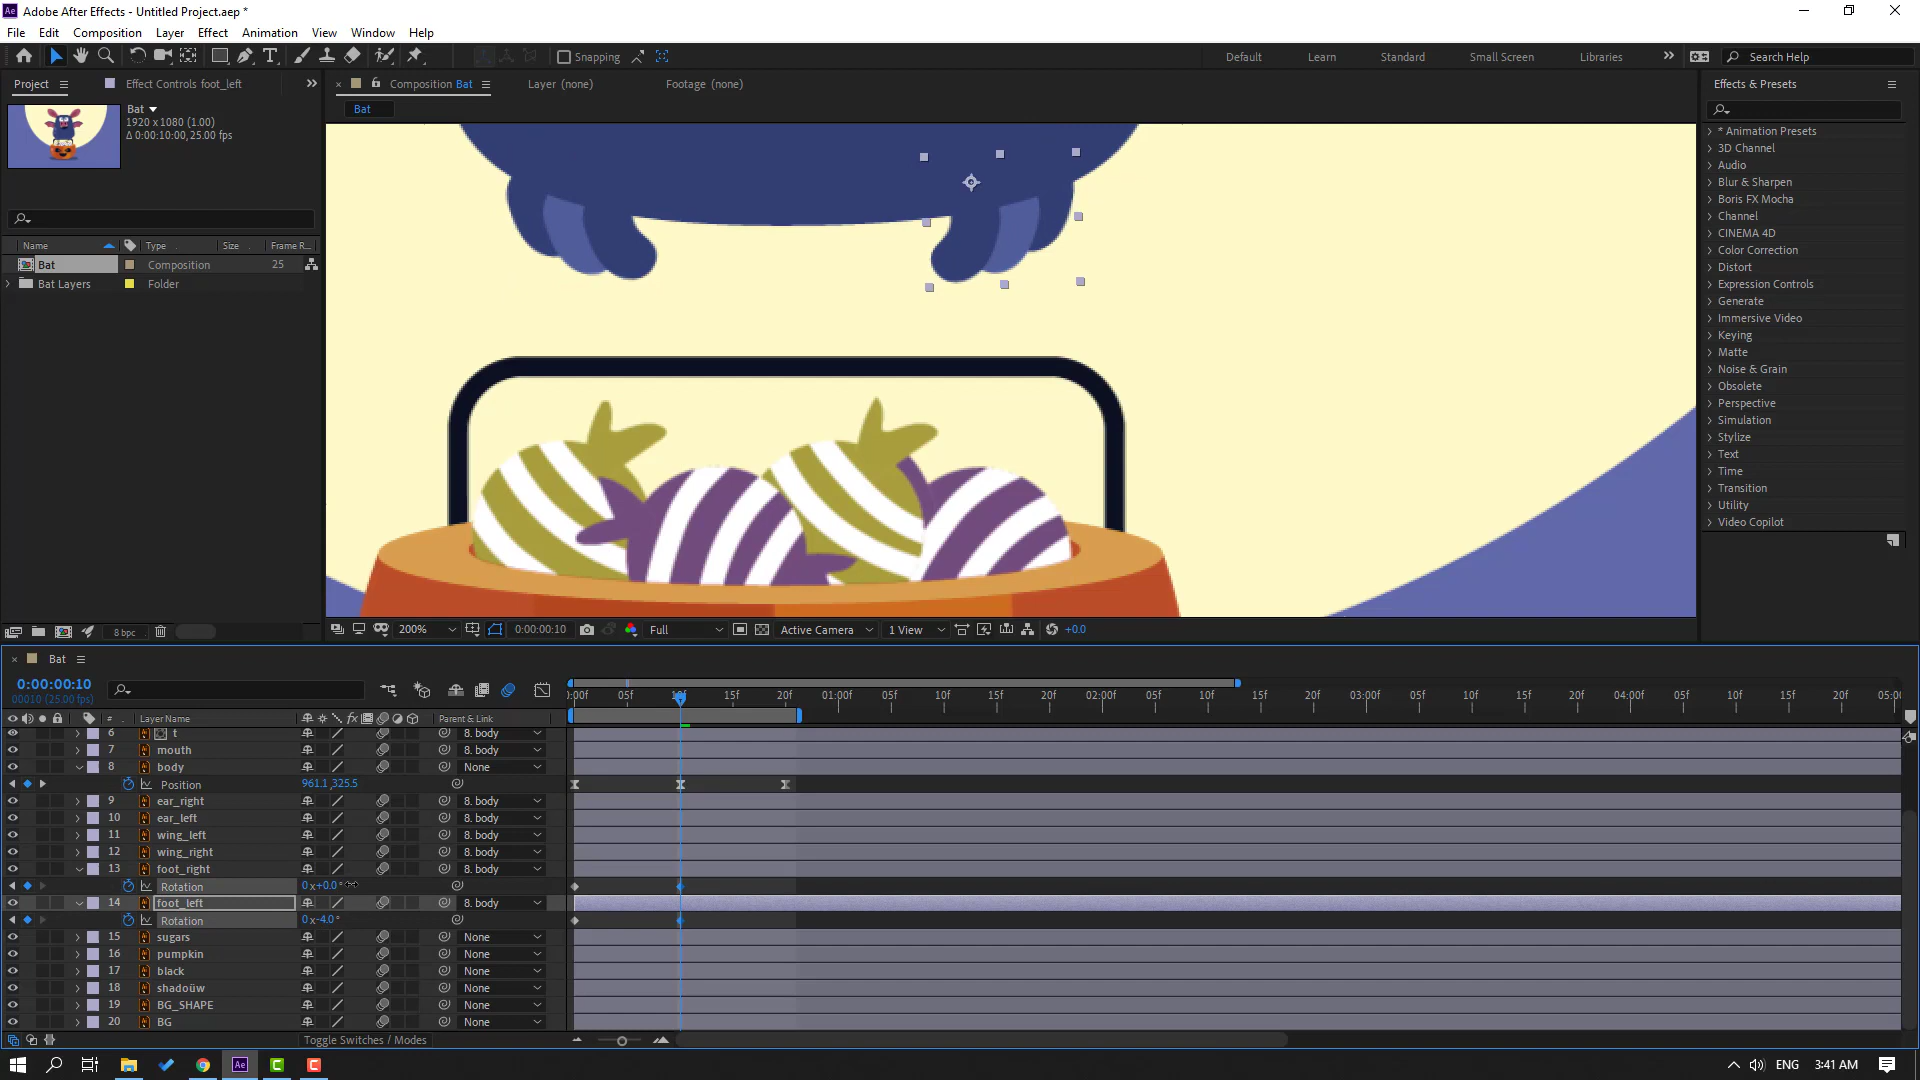 Adobe After Effects - Untitled Project.aep *
File Edit Composition Layer Effect Animation View Window Help
Snapping
Default Learn Standard Small Screen Libraries
Search Help
Project Effect Controls foot_left
Composition Bat Layer (none) Footage (none)
Effects & Presets
Bat
1920 x 1080 (1.00)
Δ 0:00:10:00, 25.00 fps
Bat
Name Type Size Frame R...
Bat Composition 25
Bat Layers Folder
* Animation Presets
3D Channel
Audio
Blur & Sharpen
Boris FX Mocha
Channel
CINEMA 4D
Color Correction
Distort
Expression Controls
Generate
Immersive Video
Keying
Matte
Noise & Grain
Obsolete
Perspective
Simulation
Stylize
Text
Time
Transition
Utility
Video Copilot
8 bpc
200% 0:00:00:10 Full Active Camera 1 View +0.0
Bat
0:00:00:10
00010 (25.00 fps)
:00f 05f 10f 15f 20f 01:00f 05f 10f 15f 20f 02:00f 05f 10f 15f 20f 03:00f 05f 10f 15f 20f 04:00f 05f 10f 15f 20f 05:00
# Layer Name Parent & Link
6 t 8. body
7 mouth 8. body
8 body None
Position 961.1,325.5
9 ear_right 8. body
10 ear_left 8. body
11 wing_left 8. body
12 wing_right 8. body
13 foot_right 8. body
Rotation 0x+0.0°
14 foot_left 8. body
Rotation 0x-4.0°
15 sugars None
16 pumpkin None
17 black None
18 shadoüw None
19 BG_SHAPE None
20 BG None
Toggle Switches / Modes
ENG 3:41 AM